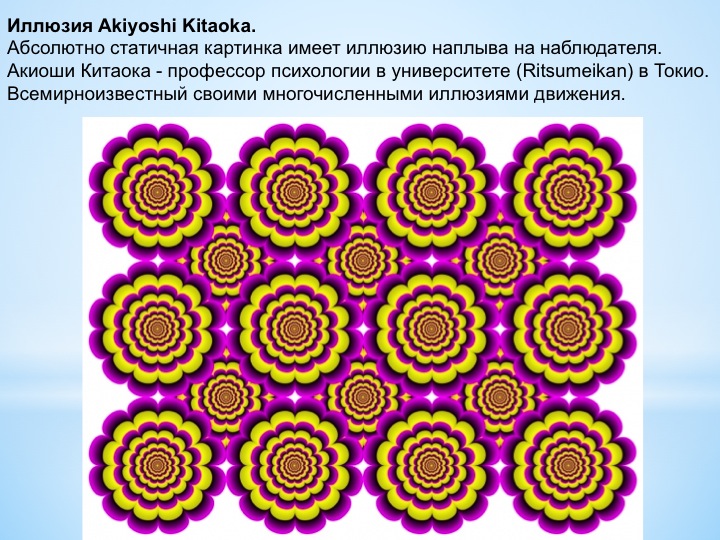 Иллюзия Akiyoshi Kitaoka.
Абсолютно статичная картинка имеет иллюзию наплыва на наблюдателя.
Акиоши Китаока - профессор психологии в университете (Ritsumeikan) в Токио.
Всемирноизвестный своими многочисленными иллюзиями движения.